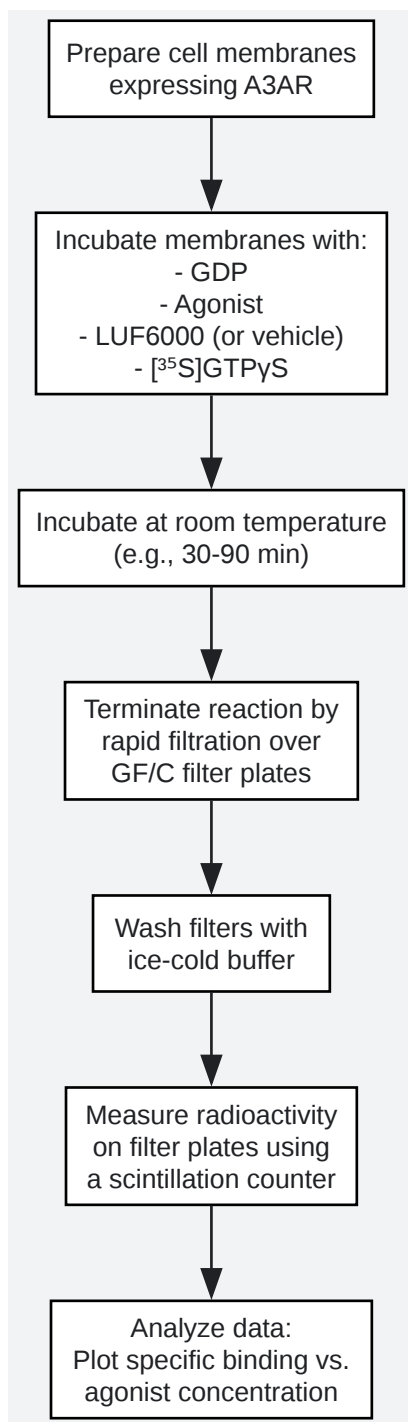 Prepare cell membranes
expressing A3AR
Incubate membranes with:
- GDP
- Agonist
- LUF6000 (or vehicle)
- [³⁵S]GTPγS
Incubate at room temperature
(e.g., 30-90 min)
Terminate reaction by
rapid filtration over
GF/C filter plates
Wash filters with
ice-cold buffer
Measure radioactivity
on filter plates using
a scintillation counter
Analyze data:
Plot specific binding vs.
agonist concentration